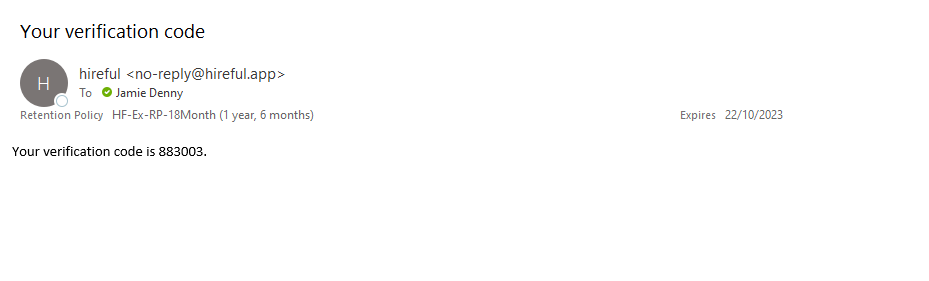 Your verification code
H
hireful <no-reply@hireful.app>
To Jamie Denny
Retention Policy HF-Ex-RP-18Month (1 year, 6 months) Expires 22/10/2023
Your verification code is 883003.